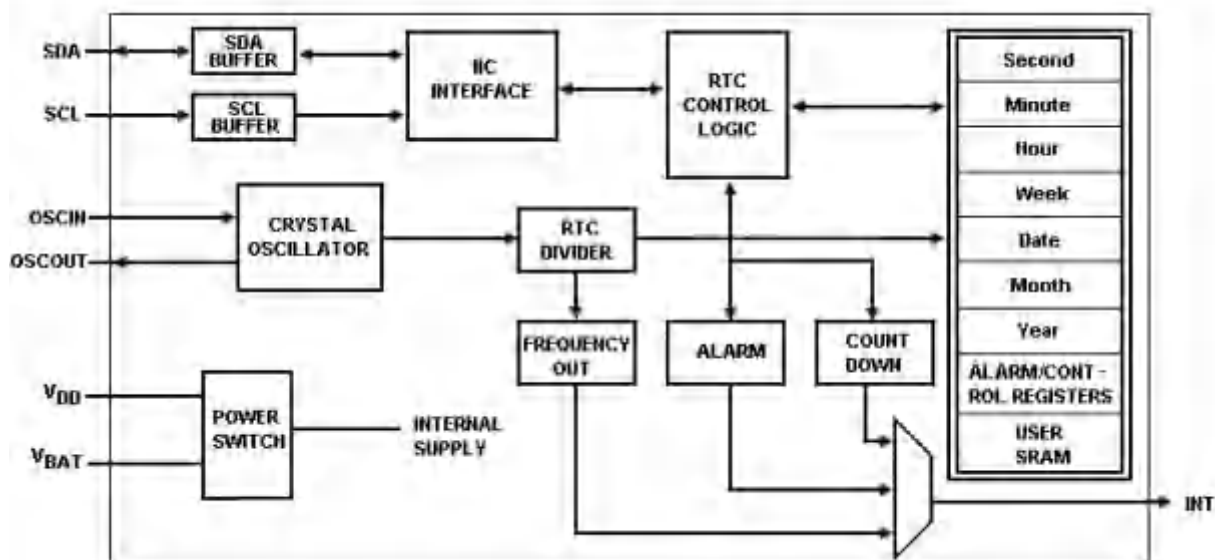 SDA
SDA
BUFFER
IIC
INTERFACE
RTC
CONTROL
LOGIC
SCL
SCL
BUFFER
OSCIN
OSCOUT
CRYSTAL
OSCILLATOR
RTC
DIVIDER
FREQUENCY
OUT
ALARM
COUNT
DOWN
VDD
VBAT
POWER
SWITCH
INTERNAL
SUPPLY
Second
Minute
Hour
Week
Date
Month
Year
ALARM/CONT -
ROL REGISTERS
USER
SRAM
INT